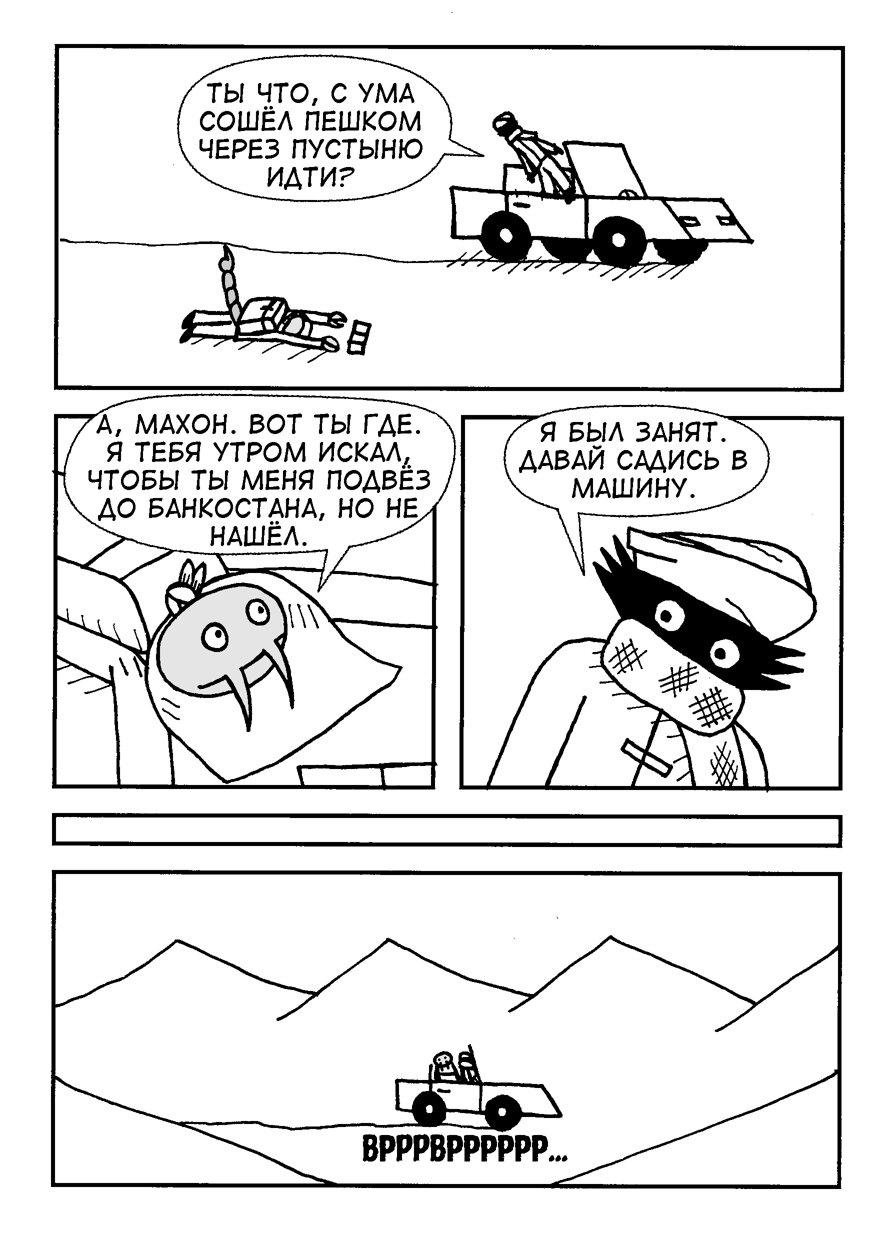 ТЫ ЧТО, С УМА
СОШЁЛ ПЕШКОМ
ЧЕРЕЗ ПУСТЫНЮ
ИДТИ?
А, МАХОН. ВОТ ТЫ ГДЕ.
Я ТЕБЯ УТРОМ ИСКАЛ,
ЧТОБЫ ТЫ МЕНЯ ПОДВЁЗ
ДО БАНКОСТАНА, НО НЕ
НАШЁЛ.
Я БЫЛ ЗАНЯТ.
ДАВАЙ САДИСЬ В
МАШИНУ.
ВРРРВРРРРРР...